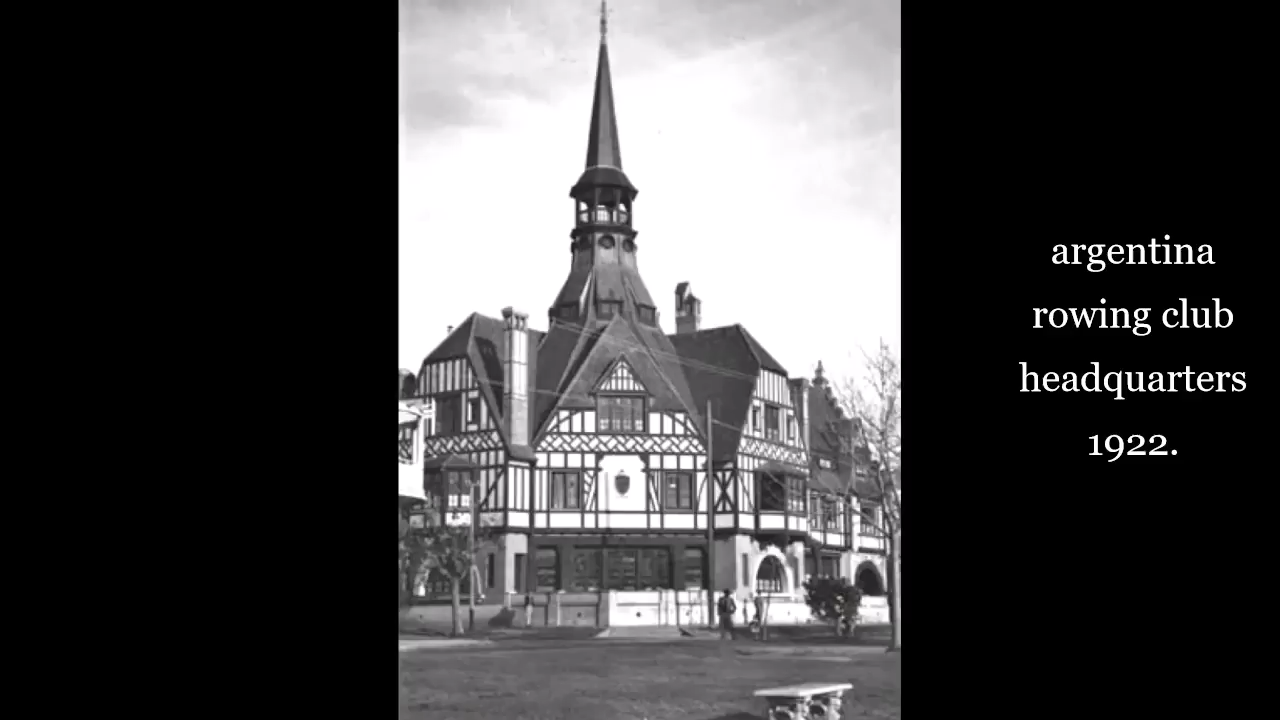 argentina
rowing club
headquarters
1922.